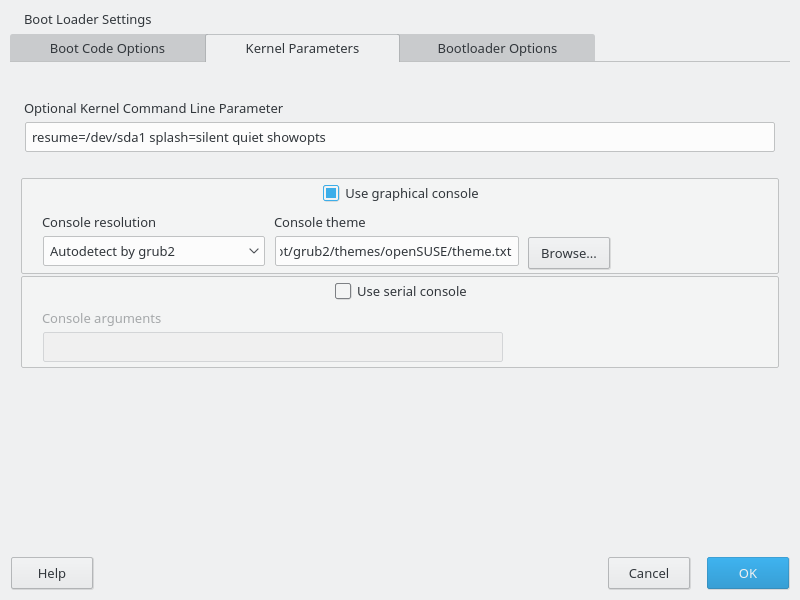 Boot Loader Settings
Boot Code Options
Kernel Parameters
Bootloader Options
Optional Kernel Command Line Parameter
resume=/dev/sda1 splash=silent quiet showopts
Use graphical console
Console resolution
Console theme
Autodetect by grub2
t/grub2/themes/openSUSE/theme.txt
Browse...
Use serial console
Console arguments
Help
Cancel
OK